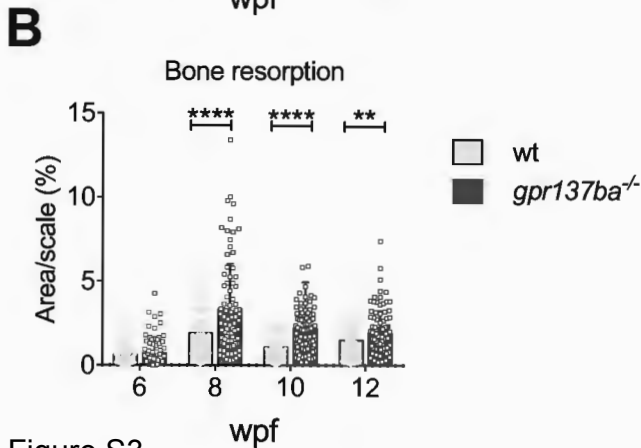 wpf
B
Bone resorption
**** **** **
15
10
5
0
Area/scale (%)
6 8 10 12
wpf
wt
gpr137ba-/-
Figure S3